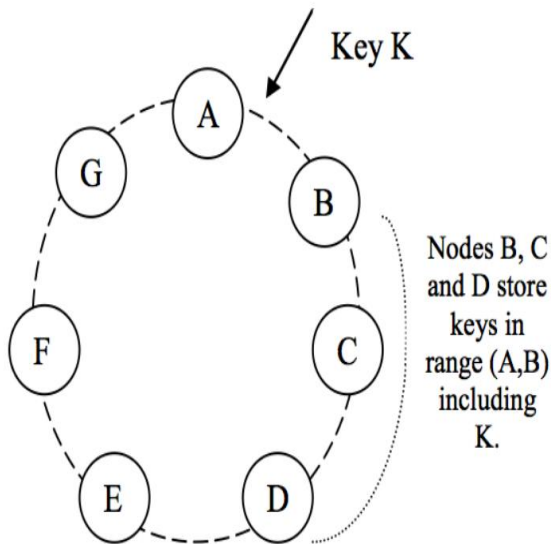 Key K
A
G
B
Nodes B, C
and D store
keys in
range (A,B)
including
K.
F
C
E
D